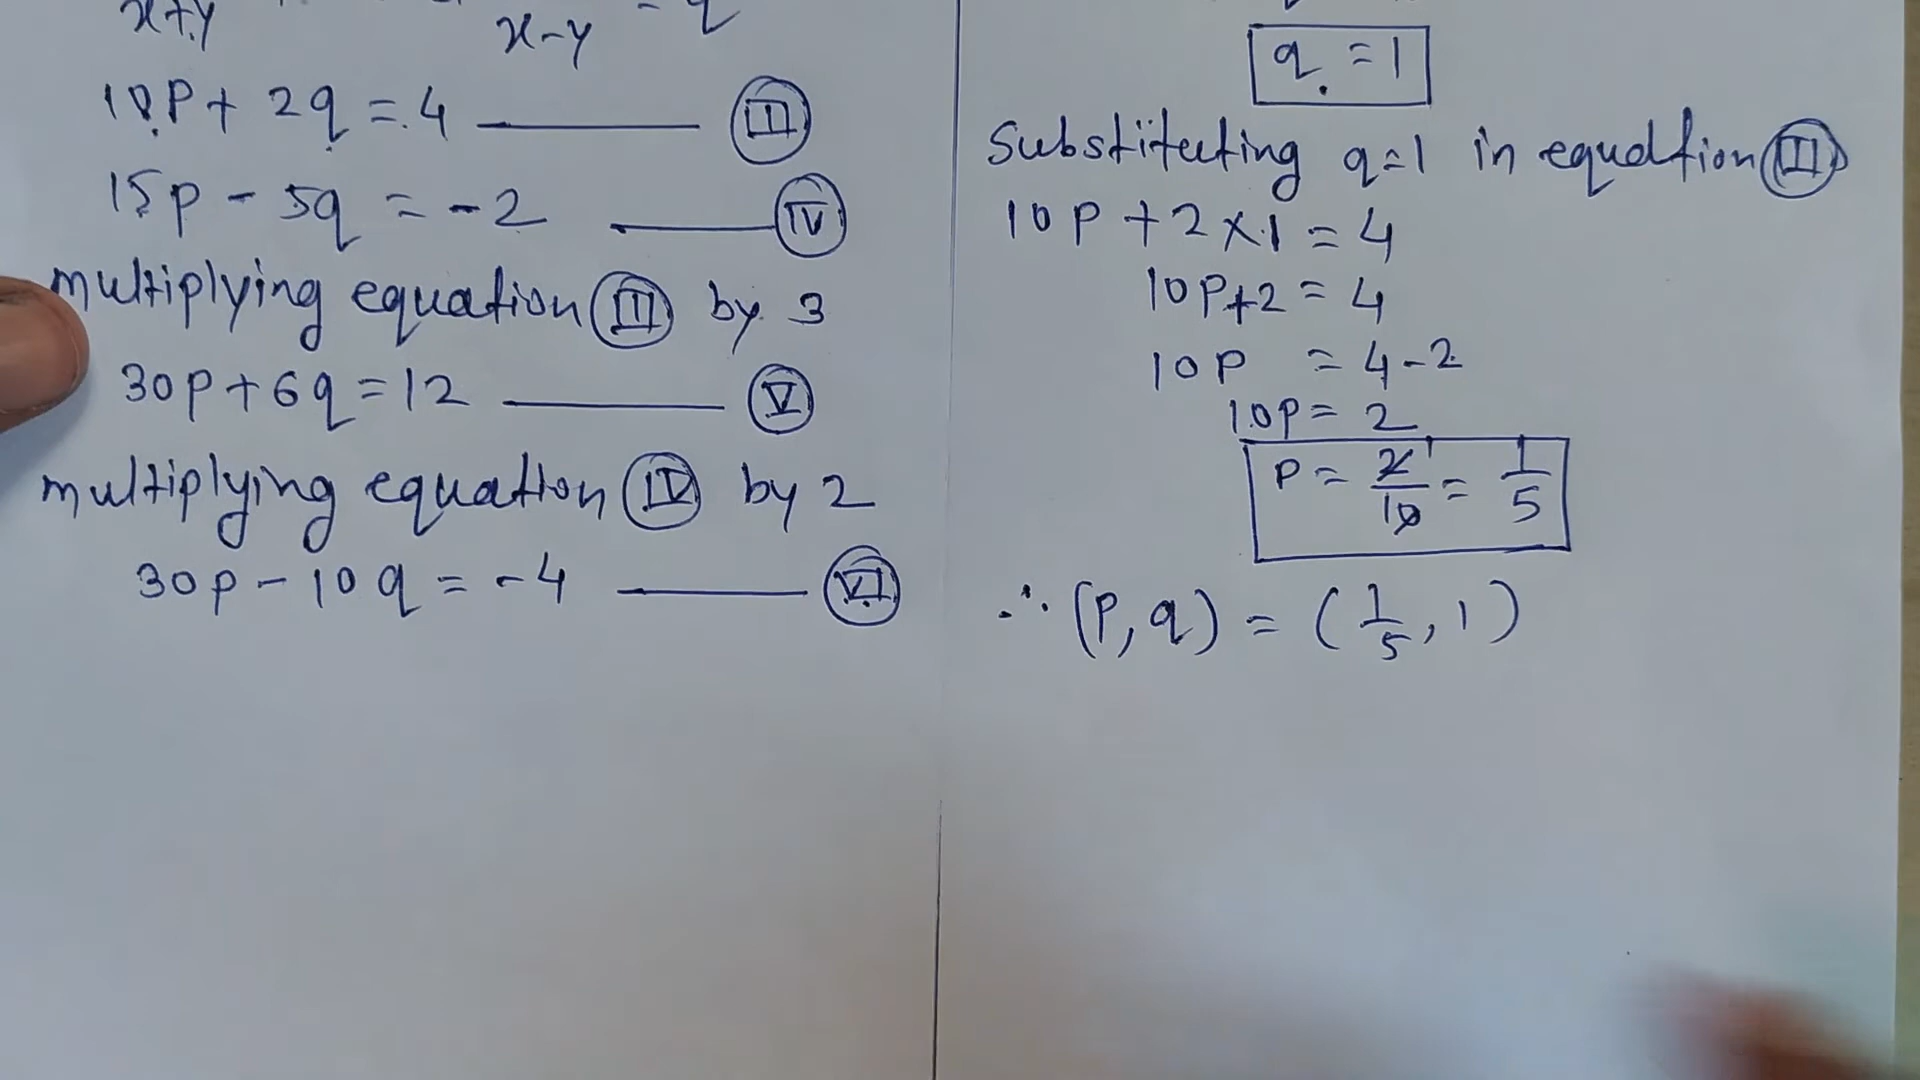 x+y x-y = q
10p + 2q = 4 ——— (III)
15p - 5q = -2 ——— (IV)
multiplying equation (III) by 3
30p + 6q = 12 ——— (V)
multiplying equation (IV) by 2
30p - 10q = -4 ——— (VI)
q = 1
Substituting q=1 in equation (III)
10p + 2 × 1 = 4
10p+2 = 4
10p = 4-2
10p = 2
p = 2/10 = 1/5
∴ (p, q) = (1/5, 1)